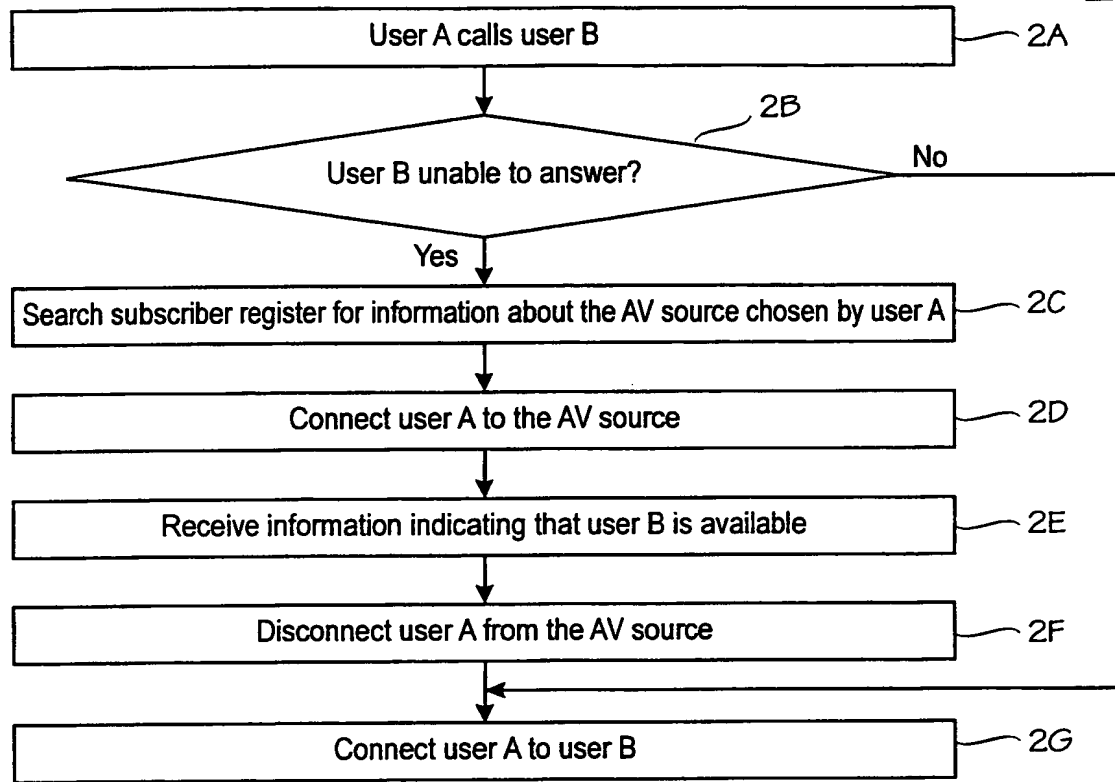 User A calls user B
2A
2B
User B unable to answer?
No
Yes
Search subscriber register for information about the AV source chosen by user A
2C
Connect user A to the AV source
2D
Receive information indicating that user B is available
2E
Disconnect user A from the AV source
2F
Connect user A to user B
2G